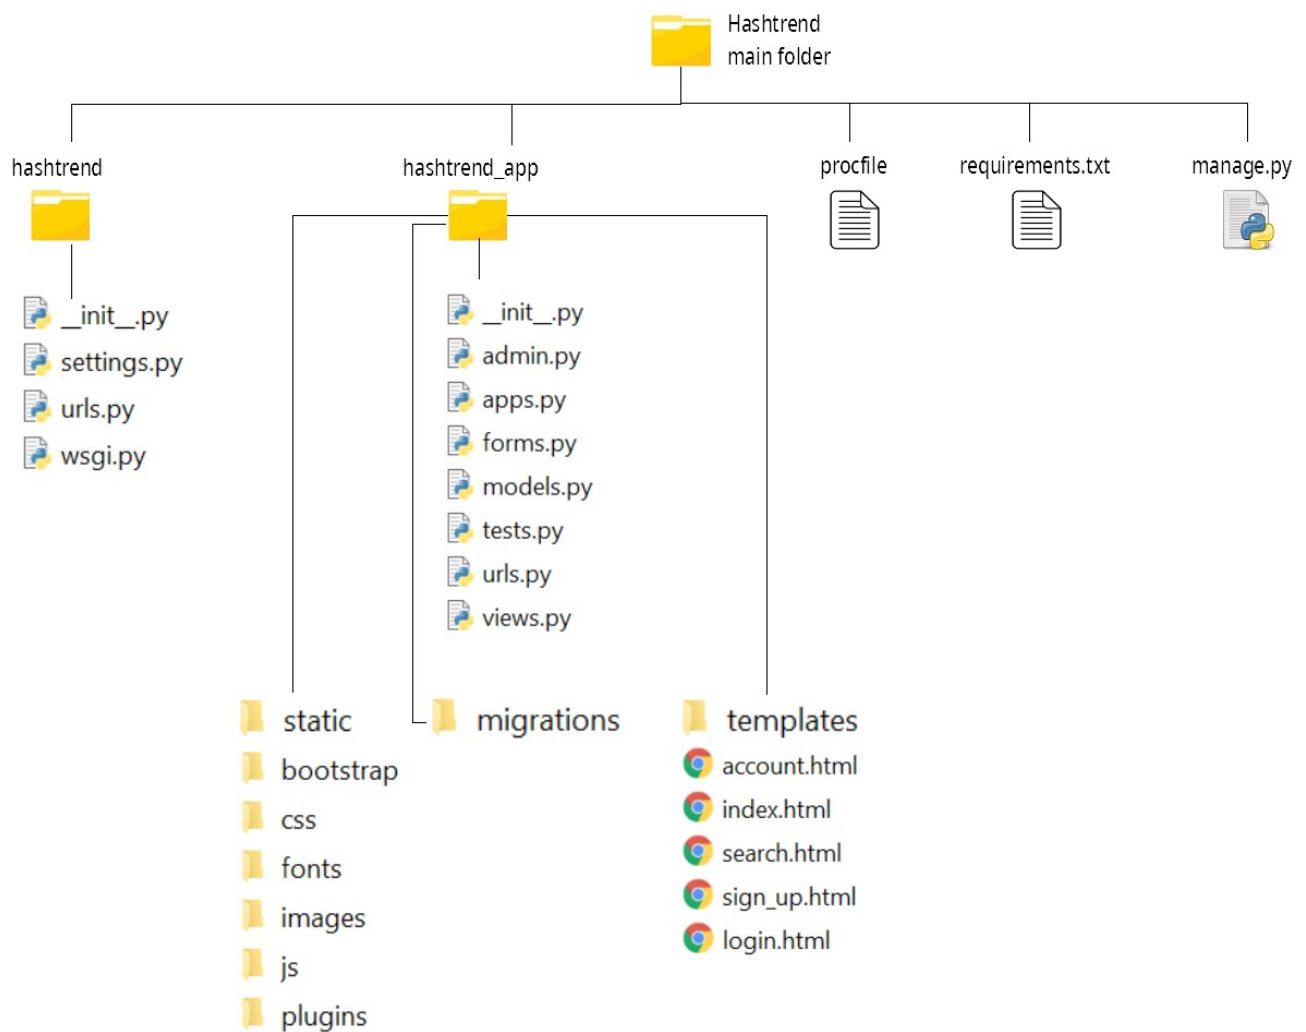 Hashtrend
main folder
hashtrend
hashtrend_app
procfile
requirements.txt
manage.py
__init__.py
settings.py
urls.py
wsgi.py
__init__.py
admin.py
apps.py
forms.py
models.py
tests.py
urls.py
views.py
static
bootstrap
css
fonts
images
js
plugins
migrations
templates
account.html
index.html
search.html
sign_up.html
login.html